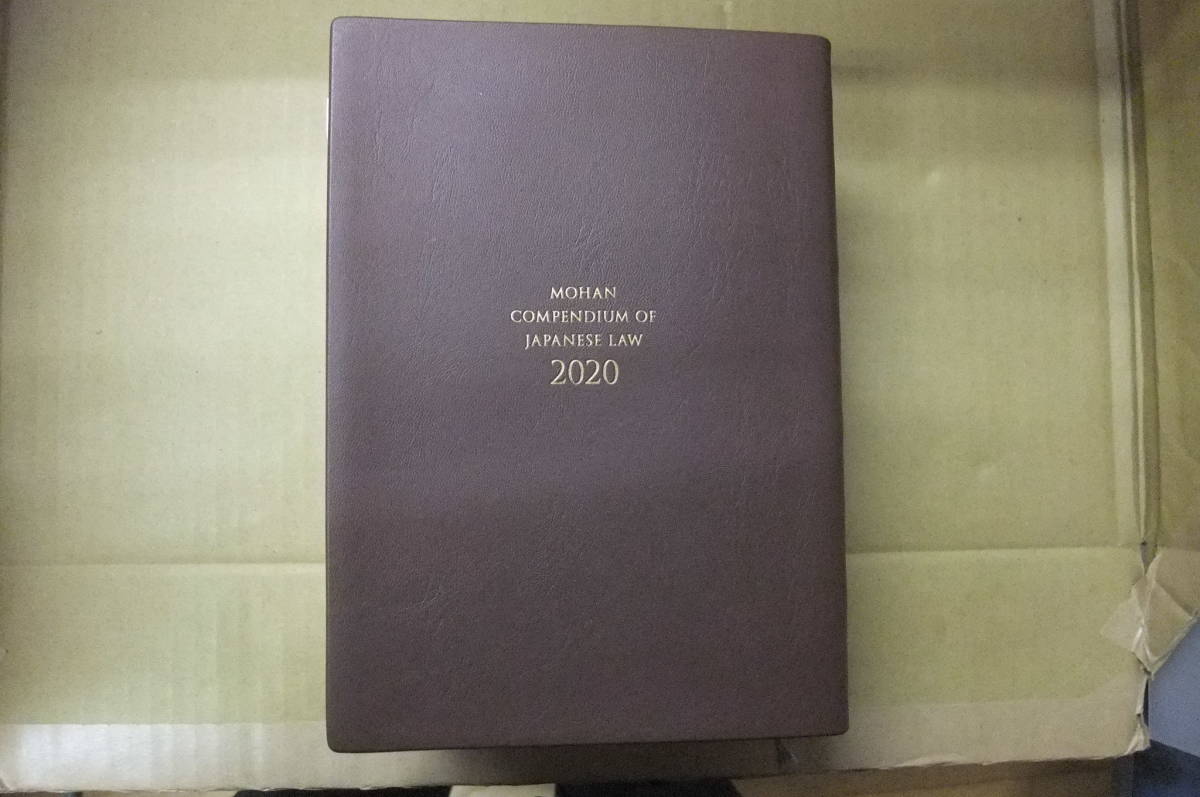 MOHAN
COMPENDIUM OF
JAPANESE LAW
2020